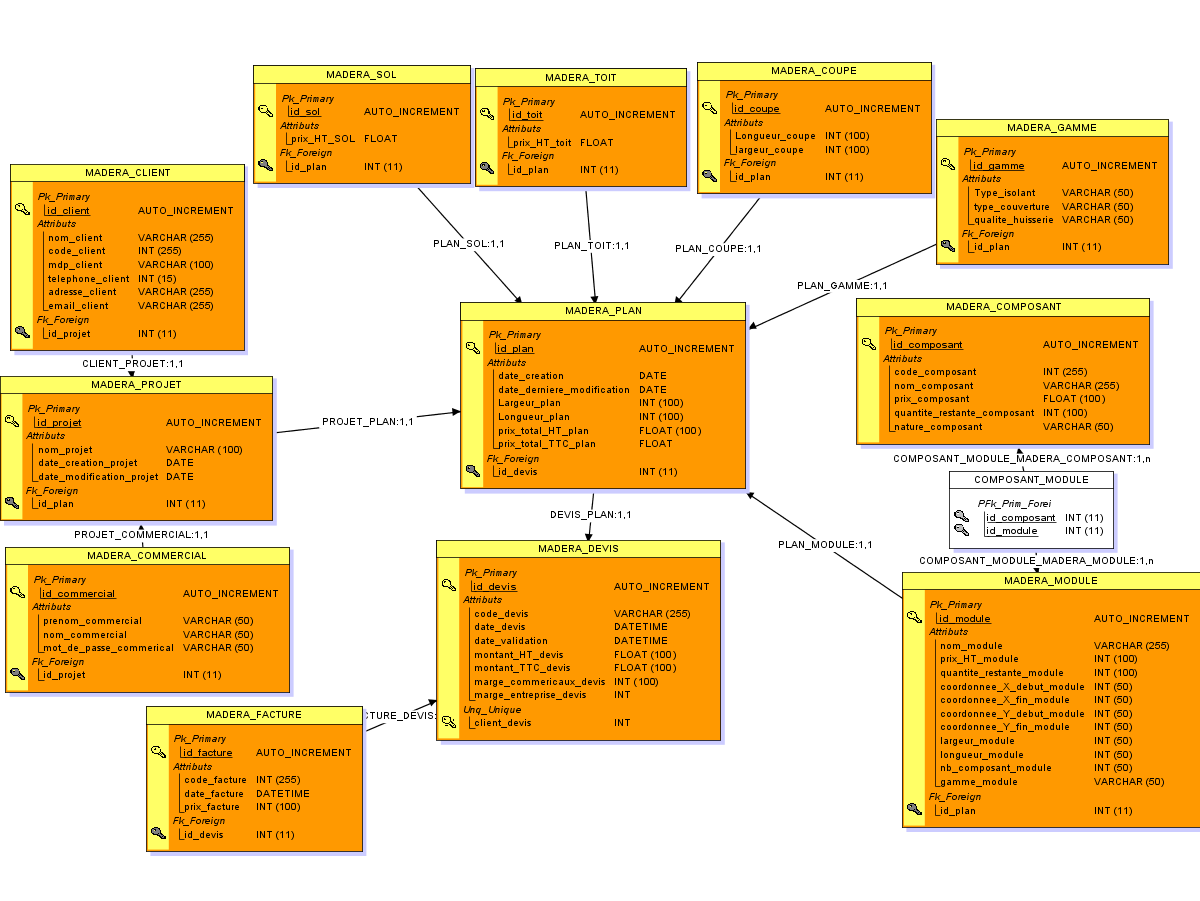 MADERA_SOL
Pk_Primary
id_sol AUTO_INCREMENT
Attributs
prix_HT_SOL FLOAT
Fk_Foreign
id_plan INT (11)
MADERA_TOIT
Pk_Primary
id_toit AUTO_INCREMENT
Attributs
prix_HT_toit FLOAT
Fk_Foreign
id_plan INT (11)
MADERA_COUPE
Pk_Primary
id_coupe AUTO_INCREMENT
Attributs
Longueur_coupe INT (100)
largeur_coupe INT (100)
Fk_Foreign
id_plan INT (11)
MADERA_GAMME
Pk_Primary
id_gamme AUTO_INCREMENT
Attributs
Type_isolant VARCHAR (50)
type_couverture VARCHAR (50)
qualite_huisserie VARCHAR (50)
Fk_Foreign
id_plan INT (11)
MADERA_CLIENT
Pk_Primary
id_client AUTO_INCREMENT
Attributs
nom_client VARCHAR (255)
code_client INT (255)
mdp_client VARCHAR (100)
telephone_client INT (15)
adresse_client VARCHAR (255)
email_client VARCHAR (255)
Fk_Foreign
id_projet INT (11)
PLAN_SOL:1,1
PLAN_TOIT:1,1
PLAN_COUPE:1,1
PLAN_GAMME:1,1
CLIENT_PROJET:1,1
MADERA_PLAN
Pk_Primary
id_plan AUTO_INCREMENT
Attributs
date_creation DATE
date_derniere_modification DATE
Largeur_plan INT (100)
Longueur_plan INT (100)
prix_total_HT_plan FLOAT (100)
prix_total_TTC_plan FLOAT
Fk_Foreign
id_devis INT (11)
MADERA_COMPOSANT
Pk_Primary
id_composant AUTO_INCREMENT
Attributs
code_composant INT (255)
nom_composant VARCHAR (255)
prix_composant FLOAT (100)
quantite_restante_composant INT (100)
nature_composant VARCHAR (50)
MADERA_PROJET
Pk_Primary
id_projet AUTO_INCREMENT
Attributs
nom_projet VARCHAR (100)
date_creation_projet DATE
date_modification_projet DATE
Fk_Foreign
id_plan INT (11)
PROJET_PLAN:1,1
COMPOSANT_MODULE_MADERA_COMPOSANT:1,n
COMPOSANT_MODULE
PFk_Prim_Forei
id_composant INT (11)
id_module INT (11)
COMPOSANT_MODULE_MADERA_MODULE:1,n
PROJET_COMMERCIAL:1,1
DEVIS_PLAN:1,1
PLAN_MODULE:1,1
MADERA_COMMERCIAL
Pk_Primary
id_commercial AUTO_INCREMENT
Attributs
prenom_commercial VARCHAR (50)
nom_commercial VARCHAR (50)
mot_de_passe_commerical VARCHAR (50)
Fk_Foreign
id_projet INT (11)
MADERA_DEVIS
Pk_Primary
id_devis AUTO_INCREMENT
Attributs
code_devis VARCHAR (255)
date_devis DATETIME
date_validation DATETIME
montant_HT_devis FLOAT (100)
montant_TTC_devis FLOAT (100)
marge_commericaux_devis INT (100)
marge_entreprise_devis INT
Unq_Unique
client_devis INT
MADERA_MODULE
Pk_Primary
id_module AUTO_INCREMENT
Attributs
nom_module VARCHAR (255)
prix_HT_module INT (100)
quantite_restante_module INT (100)
coordonnee_X_debut_module INT (50)
coordonnee_X_fin_module INT (50)
coordonnee_Y_debut_module INT (50)
coordonnee_Y_fin_module INT (50)
largeur_module INT (50)
longueur_module INT (50)
nb_composant_module INT (50)
gamme_module VARCHAR (50)
Fk_Foreign
id_plan INT (11)
CTURE_DEVIS:
MADERA_FACTURE
Pk_Primary
id_facture AUTO_INCREMENT
Attributs
code_facture INT (255)
date_facture DATETIME
prix_facture INT (100)
Fk_Foreign
id_devis INT (11)